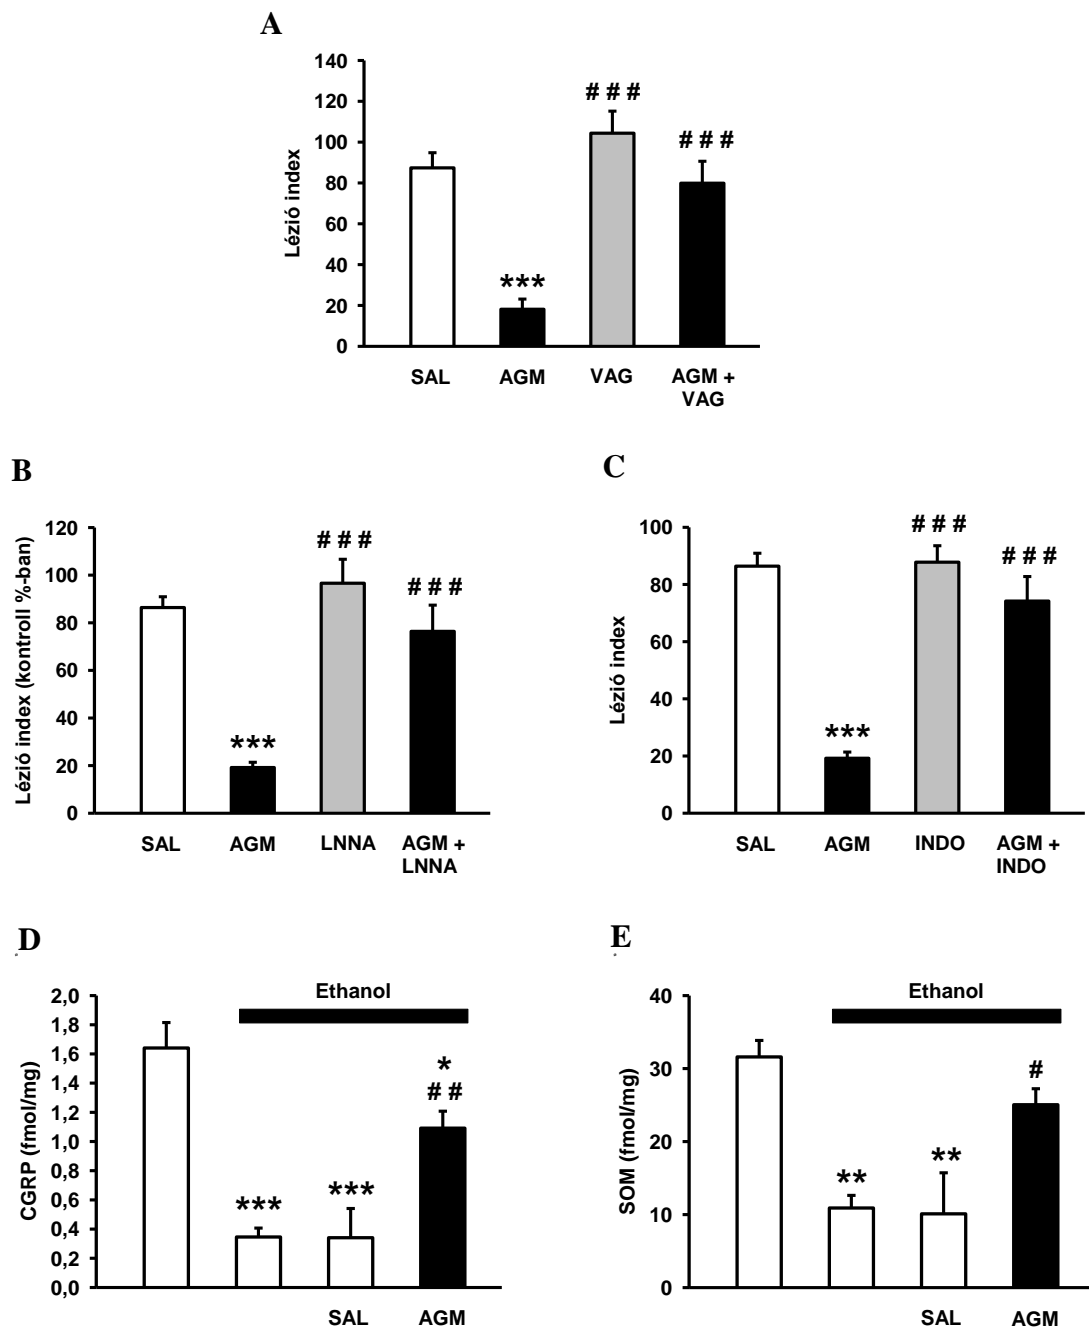 A
Lézió index
140
120
100
80
60
40
20
0
# # #
# # #
***
SAL
AGM
VAG
AGM +
VAG
B
Lézió index (kontroll %-ban)
120
100
80
60
40
20
0
# # #
# # #
***
SAL
AGM
LNNA
AGM +
LNNA
C
Lézió index
100
80
60
40
20
0
# # #
# # #
***
SAL
AGM
INDO
AGM +
INDO
D
CGRP (fmol/mg)
2,0
1,8
1,6
1,4
1,2
1,0
0,8
0,6
0,4
0,2
0,0
Ethanol
*
# #
***
***
SAL
AGM
E
SOM (fmol/mg)
40
30
20
10
0
Ethanol
#
**
**
SAL
AGM